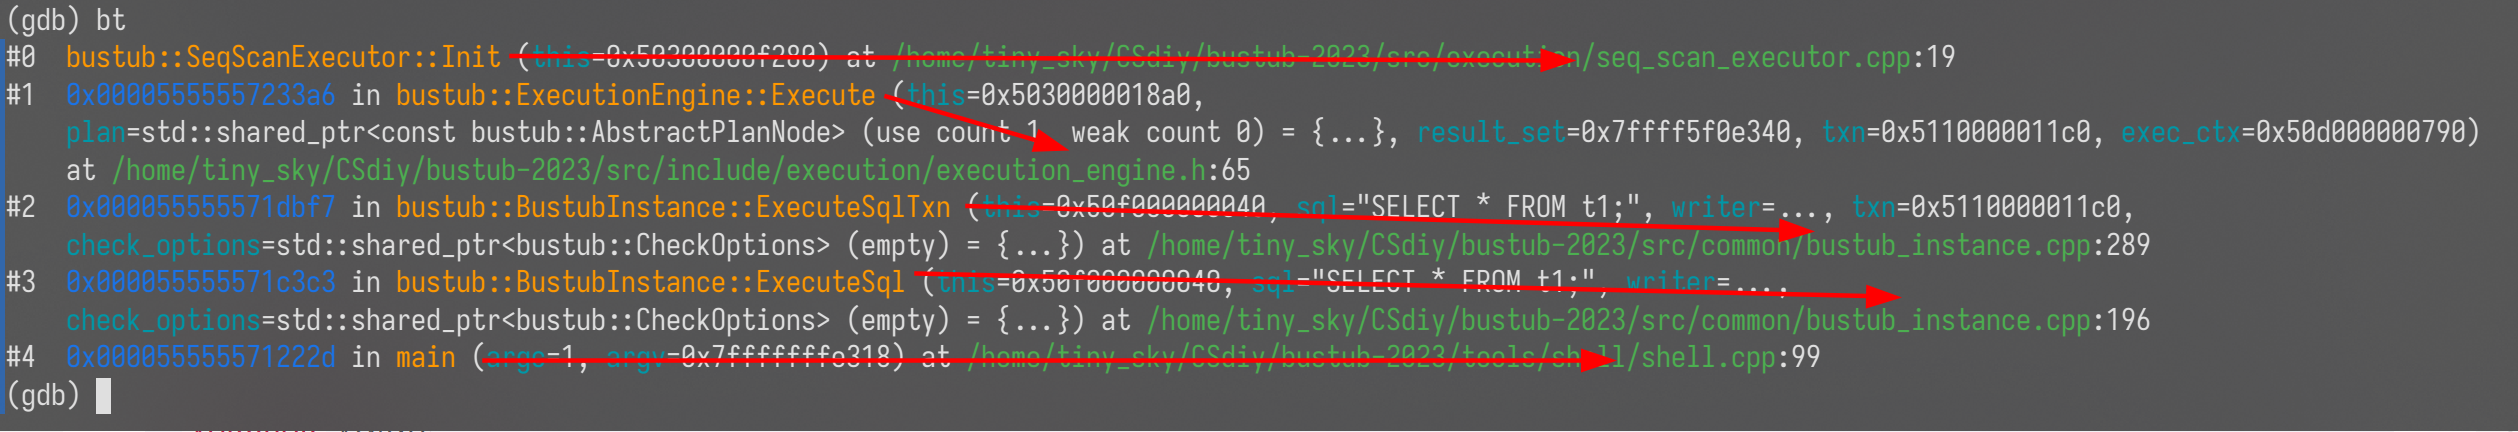 (gdb) bt
#0 bustub::SeqScanExecutor::Init (this=0x50300000f280) at /home/tiny_sky/CSdiy/bustub-2023/src/execution/seq_scan_executor.cpp:19
#1 0x00005555557233a6 in bustub::ExecutionEngine::Execute (this=0x5030000018a0,
plan=std::shared_ptr<const bustub::AbstractPlanNode> (use count 1, weak count 0) = {...}, result_set=0x7ffff5f0e340, txn=0x5110000011c0, exec_ctx=0x50d000000790)
at /home/tiny_sky/CSdiy/bustub-2023/src/include/execution/execution_engine.h:65
#2 0x000055555571dbf7 in bustub::BustubInstance::ExecuteSqlTxn (this=0x50f000000040, sql="SELECT * FROM t1;", writer=..., txn=0x5110000011c0,
check_options=std::shared_ptr<bustub::CheckOptions> (empty) = {...}) at /home/tiny_sky/CSdiy/bustub-2023/src/common/bustub_instance.cpp:289
#3 0x000055555571c3c3 in bustub::BustubInstance::ExecuteSql (this=0x50f000000040, sql="SELECT * FROM t1;", writer=...,
check_options=std::shared_ptr<bustub::CheckOptions> (empty) = {...}) at /home/tiny_sky/CSdiy/bustub-2023/src/common/bustub_instance.cpp:196
#4 0x000055555571222d in main (argc=1, argv=0x7fffffffe318) at /home/tiny_sky/CSdiy/bustub-2023/tools/shell/shell.cpp:99
(gdb)